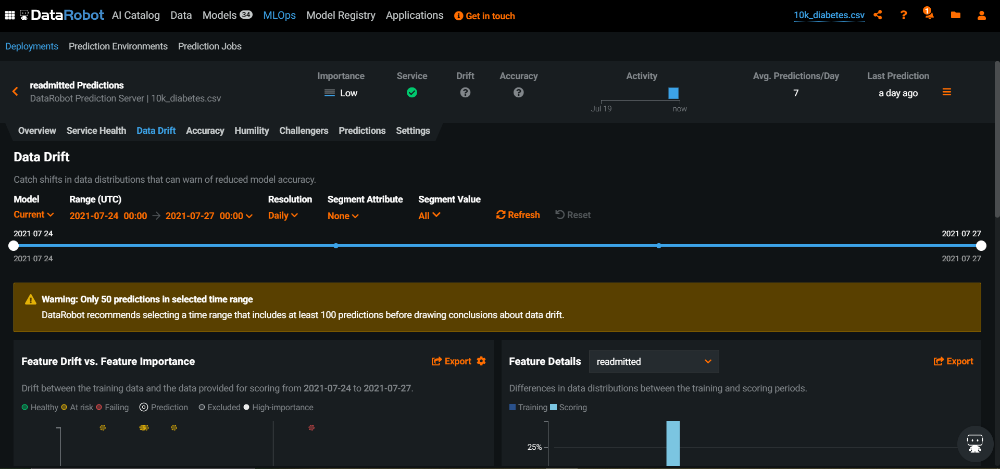 DataRobot AI Catalog Data Models 34 MLOps Model Registry Applications Get in touch 10k_diabetes.csv 1
Deployments Prediction Environments Prediction Jobs
readmitted Predictions
DataRobot Prediction Server | 10k_diabetes.csv
Importance Service Drift Accuracy Activity Avg. Predictions/Day Last Prediction
Low 7 a day ago
Jul 19 now
Overview Service Health Data Drift Accuracy Humility Challengers Predictions Settings
Data Drift
Catch shifts in data distributions that can warn of reduced model accuracy.
Model Range (UTC) Resolution Segment Attribute Segment Value
Current 2021-07-24 00:00 → 2021-07-27 00:00 Daily None All Refresh Reset
2021-07-24 2021-07-27
2021-07-24 2021-07-27
Warning: Only 50 predictions in selected time range
DataRobot recommends selecting a time range that includes at least 100 predictions before drawing conclusions about data drift.
Feature Drift vs. Feature Importance Export
Drift between the training data and the data provided for scoring from 2021-07-24 to 2021-07-27.
Healthy At risk Failing Prediction Excluded High-importance
Feature Details readmitted Export
Differences in data distributions between the training and scoring periods.
Training Scoring
25%